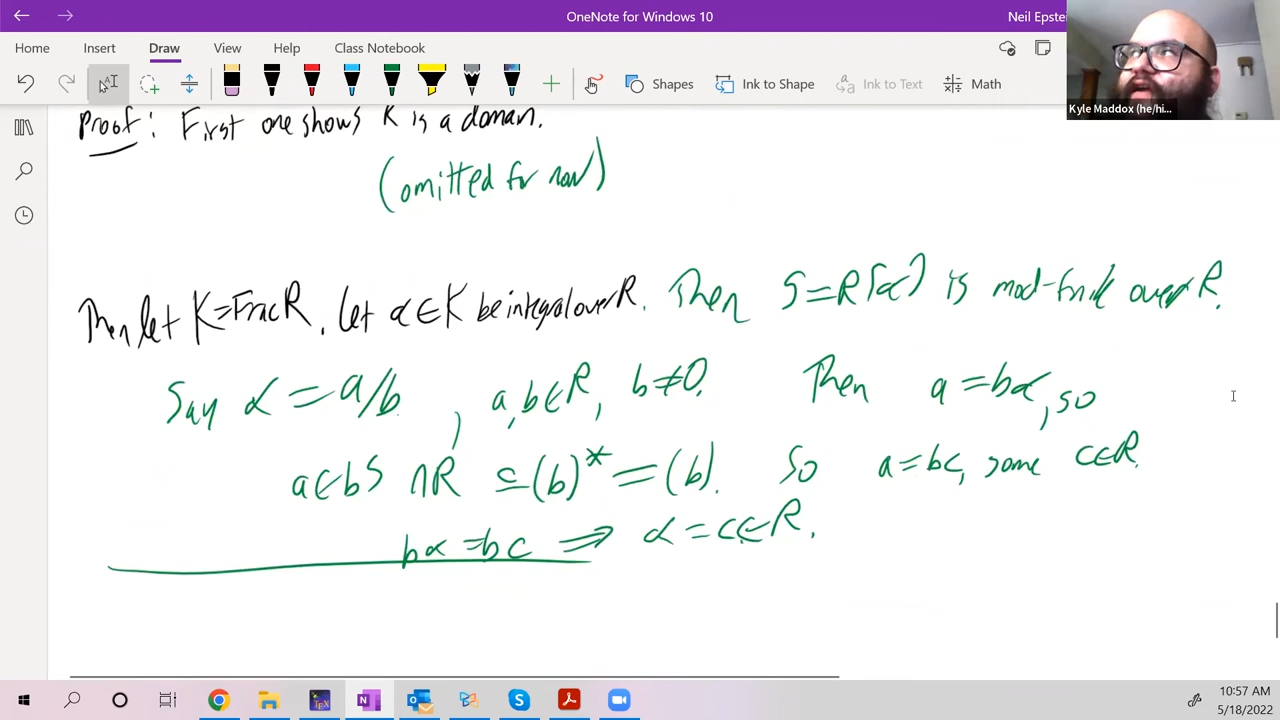 OneNote for Windows 10
Neil Epste
Home Insert Draw View Help Class Notebook
Shapes Ink to Shape Ink to Text Math
Kyle Maddox (he/hi...
Proof: First one shows R is a domain.
(omitted for now)
Then let K=Frac R. Let α∈K be integral over R. Then S=R[α] is mod-finite over R.
Say α=a/b, a,b∈R, b≠0. Then a=bα, so
a∈bS∩R ⊆(b)*=(b). So a=bc, some c∈R.
bα=bc ⇒ α=c∈R.
10:57 AM
5/18/2022